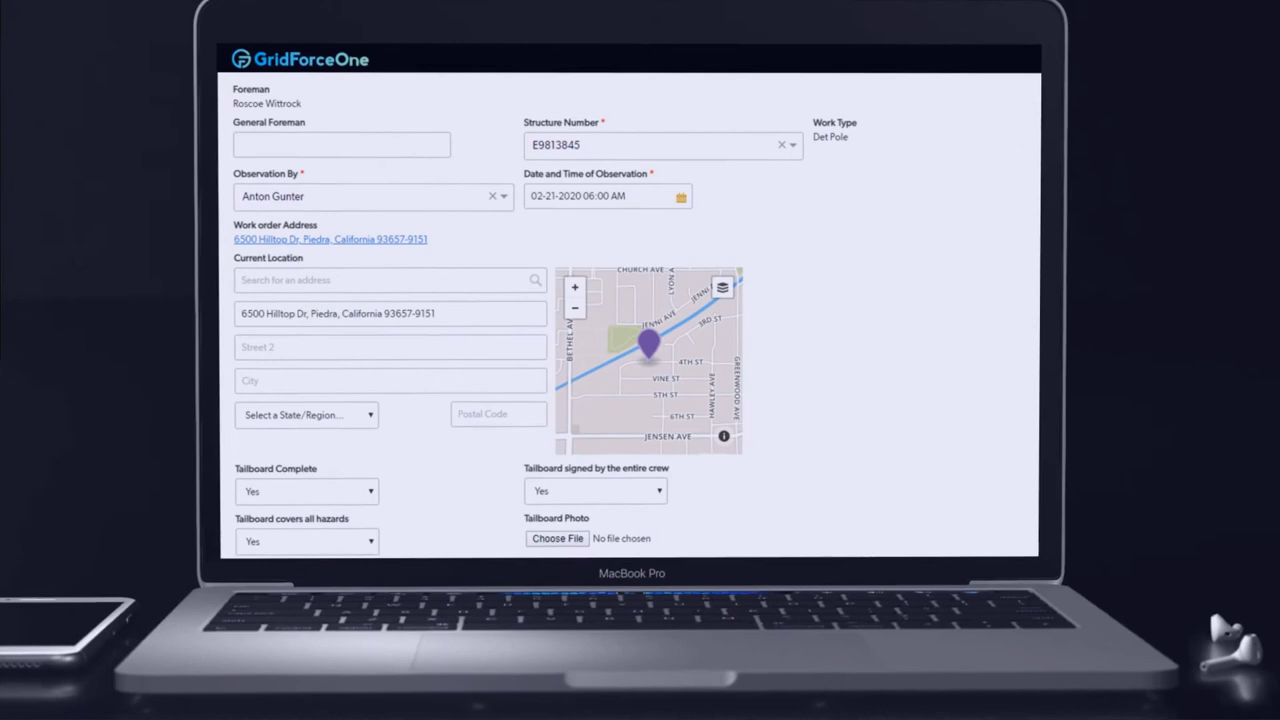 GridForceOne
Foreman
Roscoe Wittrock
General Foreman
Structure Number *
E9813845
Work Type
Det Pole
Observation By *
Anton Gunter
Date and Time of Observation *
02-21-2020 06:00 AM
Work order Address
6500 Hilltop Dr, Piedra, California 93657-9151
Current Location
Search for an address
6500 Hilltop Dr, Piedra, California 93657-9151
Street 2
City
Select a State/Region...
Postal Code
CHURCH AVE
LYON A
JENNI
JENNI AVE
3RD ST
BETHEL AV
4TH ST
VINE ST
5TH ST
HAWLEY AVE
GREENWOOD AVE
6TH ST
JENSEN AVE
Tailboard Complete
Yes
Tailboard signed by the entire crew
Yes
Tailboard covers all hazards
Yes
Tailboard Photo
Choose File No file chosen
MacBook Pro